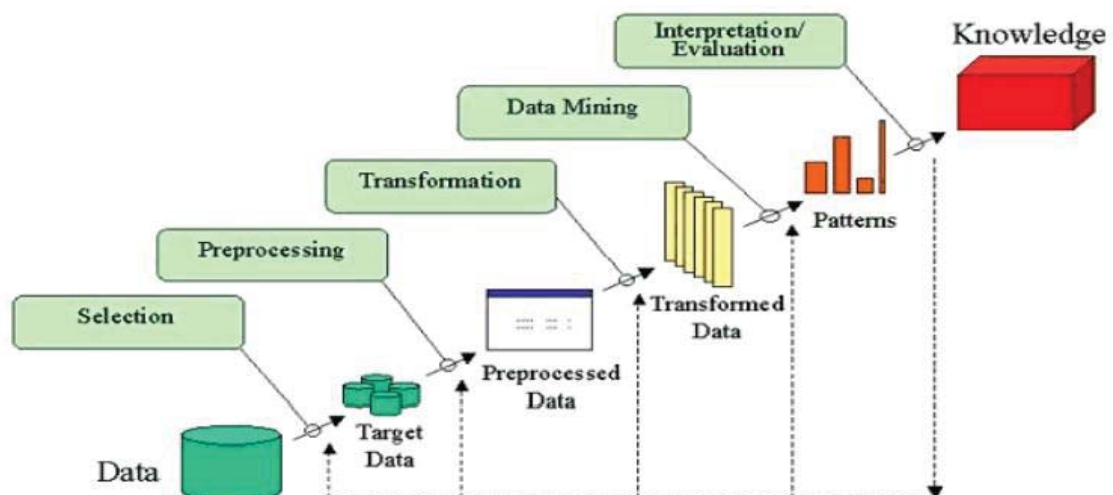 Interpretation/
Evaluation
Knowledge
Data Mining
Transformation
Patterns
Preprocessing
Transformed
Data
Selection
Preprocessed
Data
Target
Data
Data